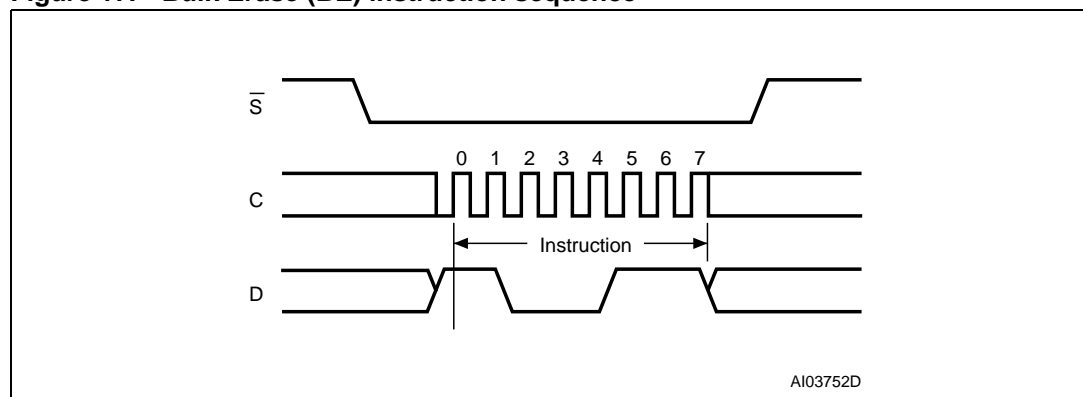 Figure 17. Bulk Erase (BE) instruction sequence
S̅
0 1 2 3 4 5 6 7
C
Instruction
D
AI03752D